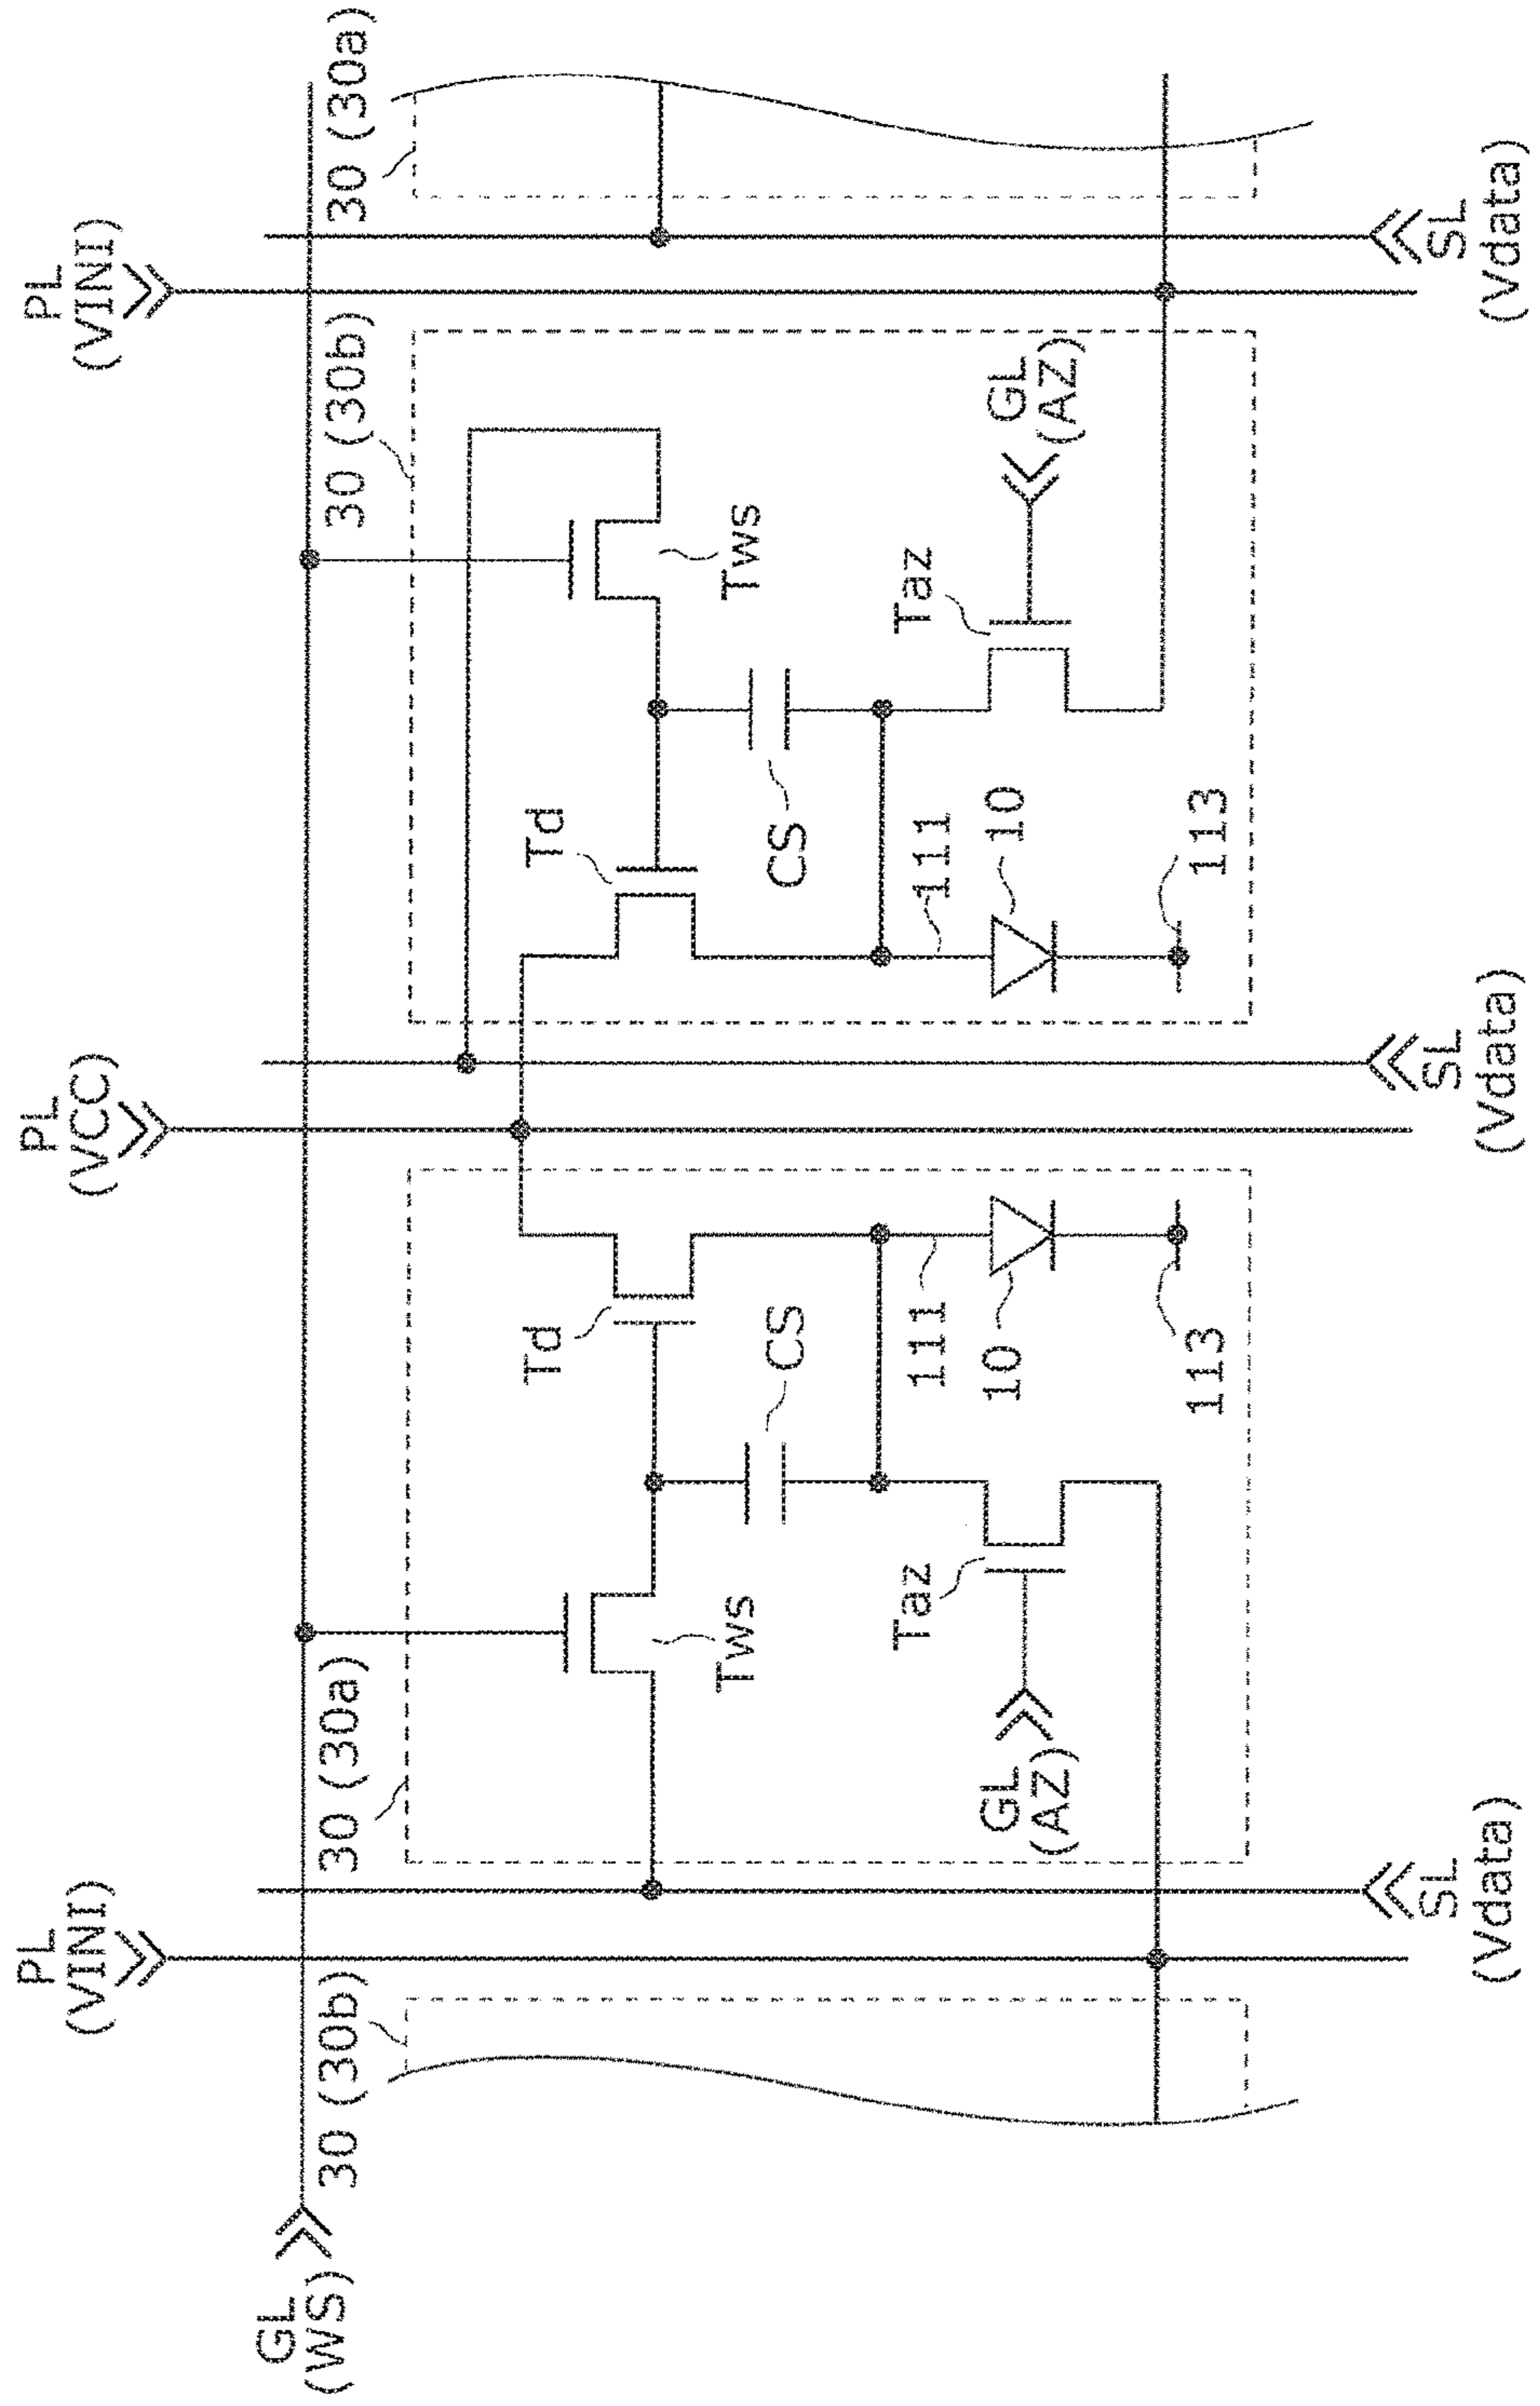 PL
(VINI)
PL
(VCC)
PL
(VINI)
GL
(WS)
30 (30b)
30 (30a)
30 (30b)
30 (30a)
Td
Td
Tws
Tws
CS
CS
Taz
Taz
GL
(AZ)
111
10
111
10
GL
(AZ)
113
113
SL
(Vdata)
SL
(Vdata)
SL
(Vdata)